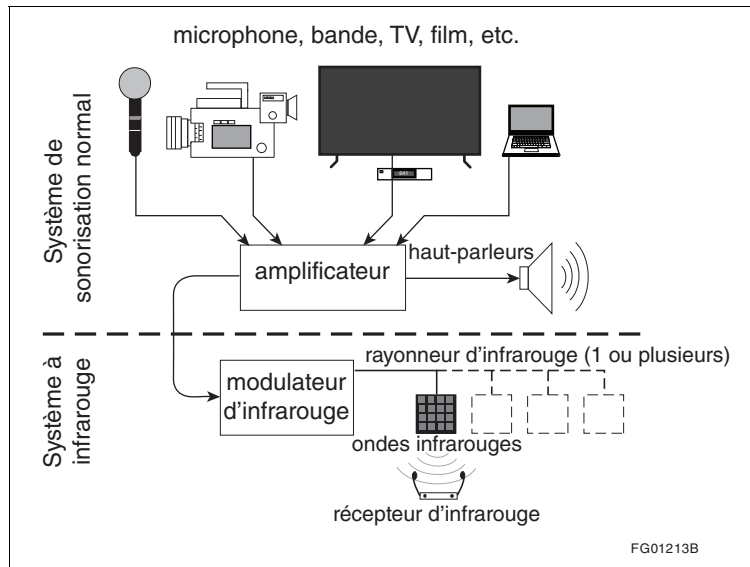 microphone, bande, TV, film, etc.
Système de
sonorisation normal
amplificateur
haut-parleurs
Système à
infrarouge
rayonneur d'infrarouge (1 ou plusieurs)
modulateur
d'infrarouge
ondes infrarouges
récepteur d'infrarouge
FG01213B